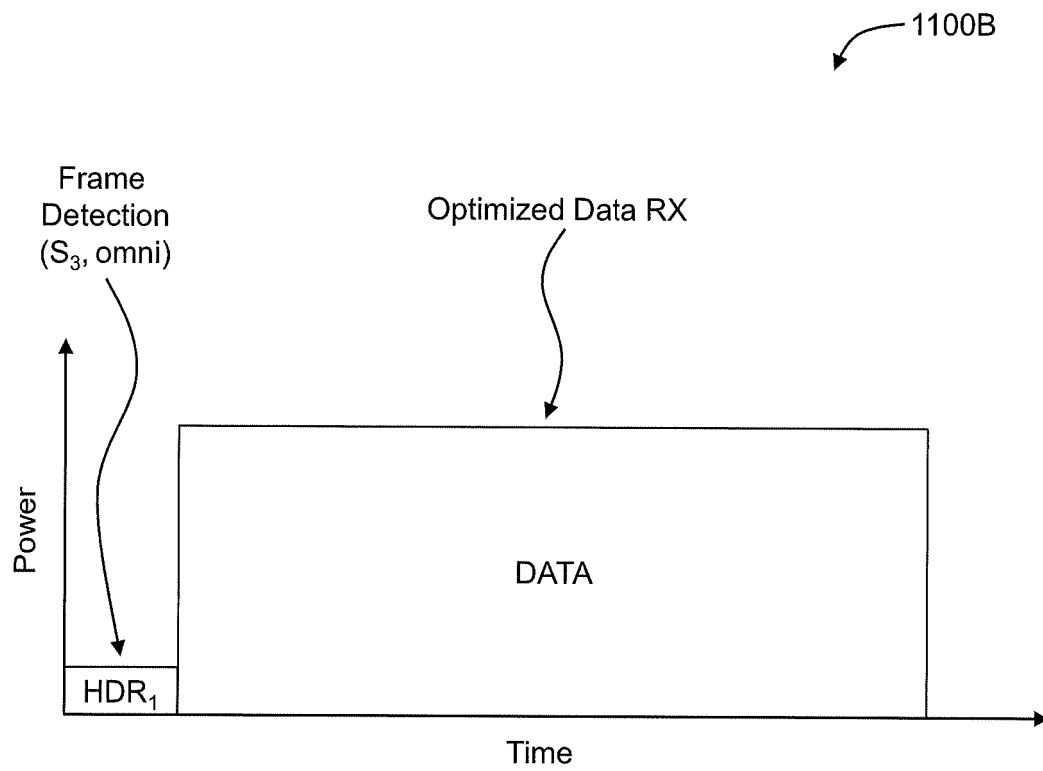 1100B
Frame
Detection
(S₃, omni)
Optimized Data RX
Power
DATA
HDR₁
Time